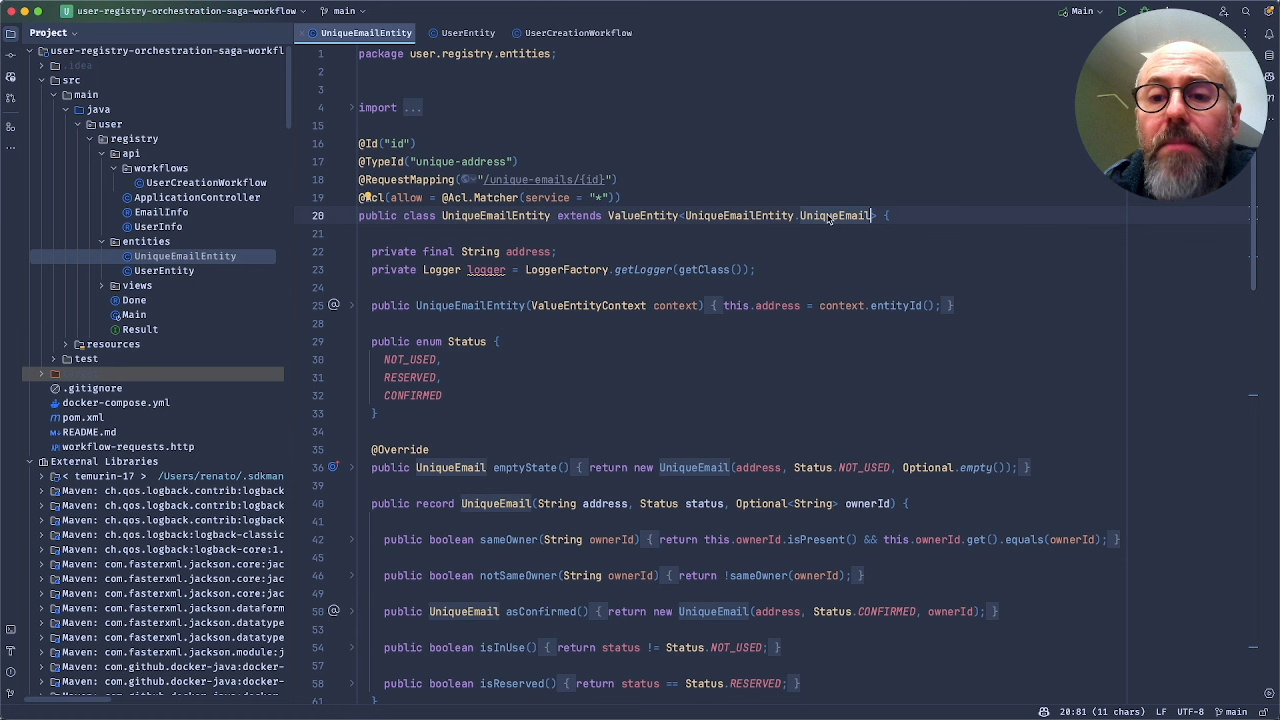 user-registry-orchestration-saga-workflow
main
Main
Project
UniqueEmailEntity
UserEntity
UserCreationWorkflow
user-registry-orchestration-saga-workfl
.idea
src
main
java
user
registry
api
workflows
UserCreationWorkflow
ApplicationController
EmailInfo
UserInfo
entities
UniqueEmailEntity
UserEntity
views
Done
Main
Result
resources
test
.gitignore
docker-compose.yml
pom.xml
README.md
workflow-requests.http
External Libraries
< temurin-17 > /Users/renato/.sdkman
Maven: ch.qos.logback.contrib:logback
Maven: ch.qos.logback.contrib:logback
Maven: ch.qos.logback:logback-classic
Maven: ch.qos.logback:logback-core:1.
Maven: com.fasterxml.jackson.core:jac
Maven: com.fasterxml.jackson.core:jac
Maven: com.fasterxml.jackson.core:jac
Maven: com.fasterxml.jackson.dataform
Maven: com.fasterxml.jackson.datatype
Maven: com.fasterxml.jackson.datatype
Maven: com.fasterxml.jackson.module:j
Maven: com.github.docker-java:docker-
Maven: com.github.docker-java:docker-
1 package user.registry.entities;
2
3
4 import ...
15
16 @Id("id")
17 @TypeId("unique-address")
18 @RequestMapping("/unique-emails/{id}")
19 @Acl(allow = @Acl.Matcher(service = "*"))
20 public class UniqueEmailEntity extends ValueEntity<UniqueEmailEntity.UniqueEmail> {
21
22 private final String address;
23 private Logger logger = LoggerFactory.getLogger(getClass());
24
25 public UniqueEmailEntity(ValueEntityContext context) { this.address = context.entityId(); }
28
29 public enum Status {
30 NOT_USED,
31 RESERVED,
32 CONFIRMED
33 }
34
35 @Override
36 public UniqueEmail emptyState() { return new UniqueEmail(address, Status.NOT_USED, Optional.empty()); }
39
40 public record UniqueEmail(String address, Status status, Optional<String> ownerId) {
41
42 public boolean sameOwner(String ownerId) { return this.ownerId.isPresent() && this.ownerId.get().equals(ownerId); }
45
46 public boolean notSameOwner(String ownerId) { return !sameOwner(ownerId); }
49
50 public UniqueEmail asConfirmed() { return new UniqueEmail(address, Status.CONFIRMED, ownerId); }
53
54 public boolean isInUse() { return status != Status.NOT_USED; }
57
58 public boolean isReserved() { return status == Status.RESERVED; }
61 }
20:81 (11 chars) LF UTF-8 main